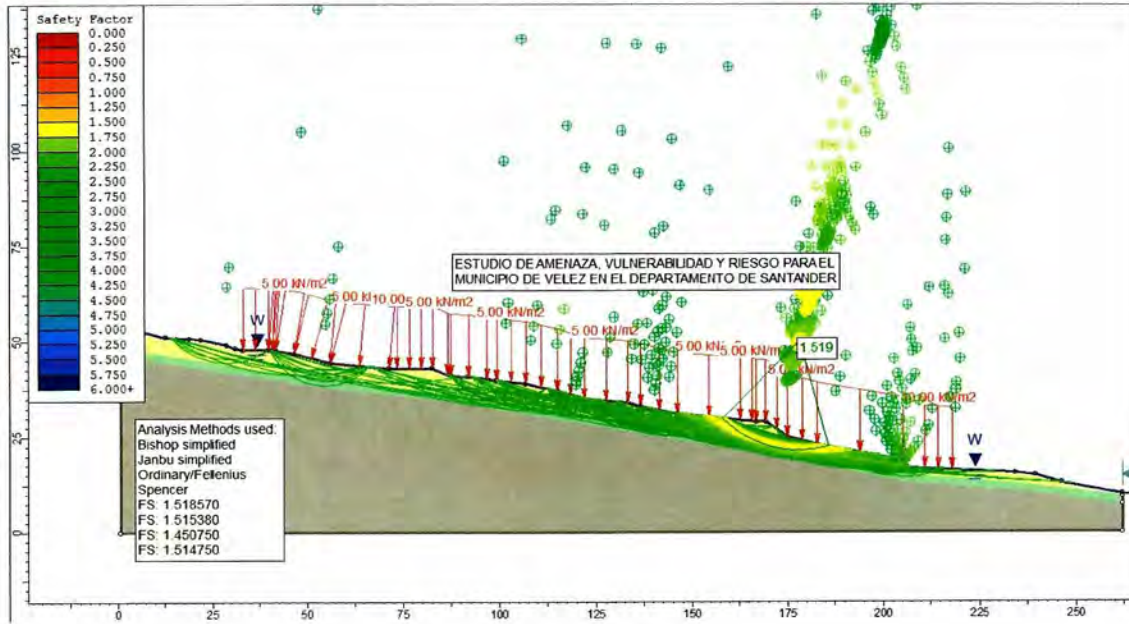 Safety Factor
0.000
0.250
0.500
0.750
1.000
1.250
1.500
1.750
2.000
2.250
2.500
2.750
3.000
3.250
3.500
3.750
4.000
4.250
4.500
4.750
5.000
5.250
5.500
5.750
6.000+
125
100
75
50
25
0
ESTUDIO DE AMENAZA, VULNERABILIDAD Y RIESGO PARA EL
MUNICIPIO DE VELEZ EN EL DEPARTAMENTO DE SANTANDER
5.00 kN/m2
5.00
10.00
5.00 kN/m2
5.00 kN/m2
5.00 kN/m2
5.00 kN/m2
5.00 kN/m2
W
1.519
W
Analysis Methods used:
Bishop simplified
Janbu simplified
Ordinary/Fellenius
Spencer
FS: 1.518570
FS: 1.515380
FS: 1.450750
FS: 1.514750
0
25
50
75
100
125
150
175
200
225
250